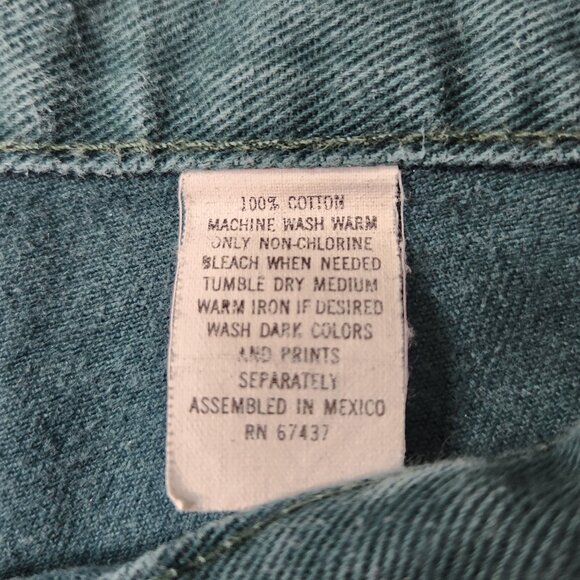 100% COTTON
MACHINE WASH WARM
ONLY NON-CHLORINE
BLEACH WHEN NEEDED
TUMBLE DRY MEDIUM
WARM IRON IF DESIRED
WASH DARK COLORS
AND PRINTS
SEPARATELY
ASSEMBLED IN MEXICO
RN 67437